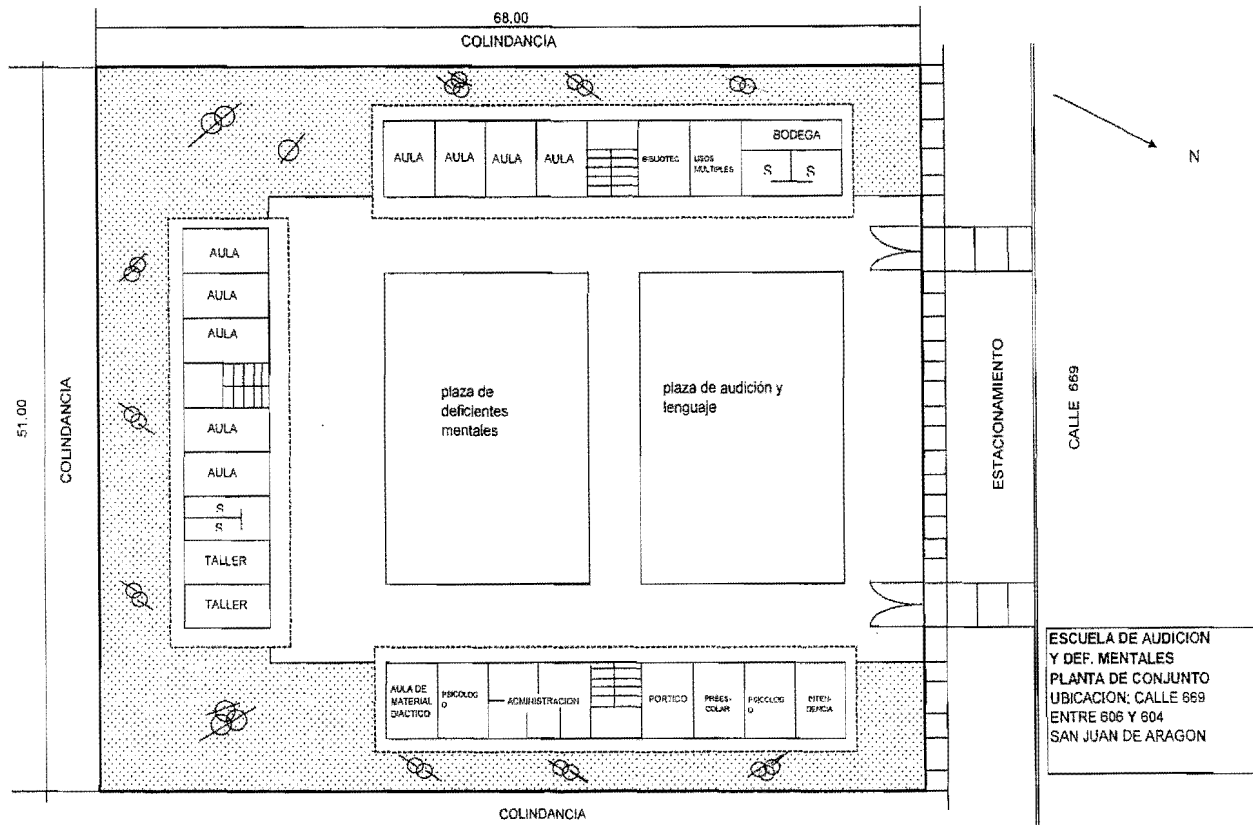 68.00
COLINDANCIA
N
AULA
AULA
AULA
AULA
BIBLIOTEC
USOS
MULTIPLES
BODEGA
S
S
AULA
AULA
AULA
AULA
AULA
S
S
TALLER
TALLER
51.00
COLINDANCIA
plaza de
deficientes
mentales
plaza de audición y
lenguaje
ESTACIONAMIENTO
CALLE 669
AULA DE
MATERIAL
DIACTICO
PSICOLOG
O
ADMINISTRACION
PORTICO
PREES-
COLAR
PSICOLOG
O
INTEN-
DENCIA
COLINDANCIA
ESCUELA DE AUDICION
Y DEF. MENTALES
PLANTA DE CONJUNTO
UBICACION: CALLE 669
ENTRE 606 Y 604
SAN JUAN DE ARAGON